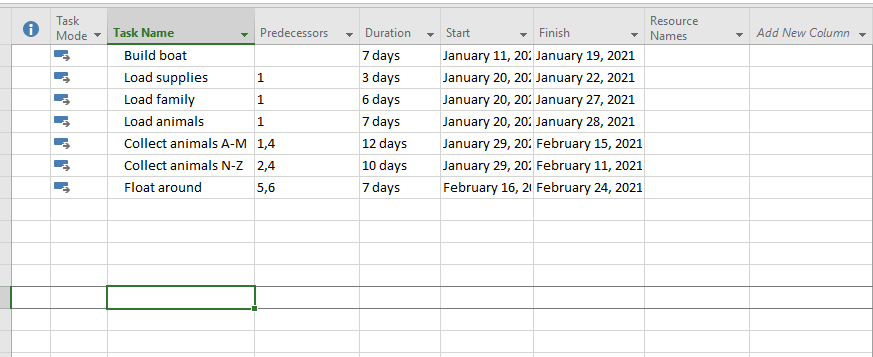 Task
Mode
Task Name
Predecessors
Duration
Start
Finish
Resource
Names
Add New Column
Build boat 7 days January 11, 202 January 19, 2021
Load supplies 1 3 days January 20, 202 January 22, 2021
Load family 1 6 days January 20, 202 January 27, 2021
Load animals 1 7 days January 20, 202 January 28, 2021
Collect animals A-M 1,4 12 days January 29, 202 February 15, 2021
Collect animals N-Z 2,4 10 days January 29, 202 February 11, 2021
Float around 5,6 7 days February 16, 20 February 24, 2021